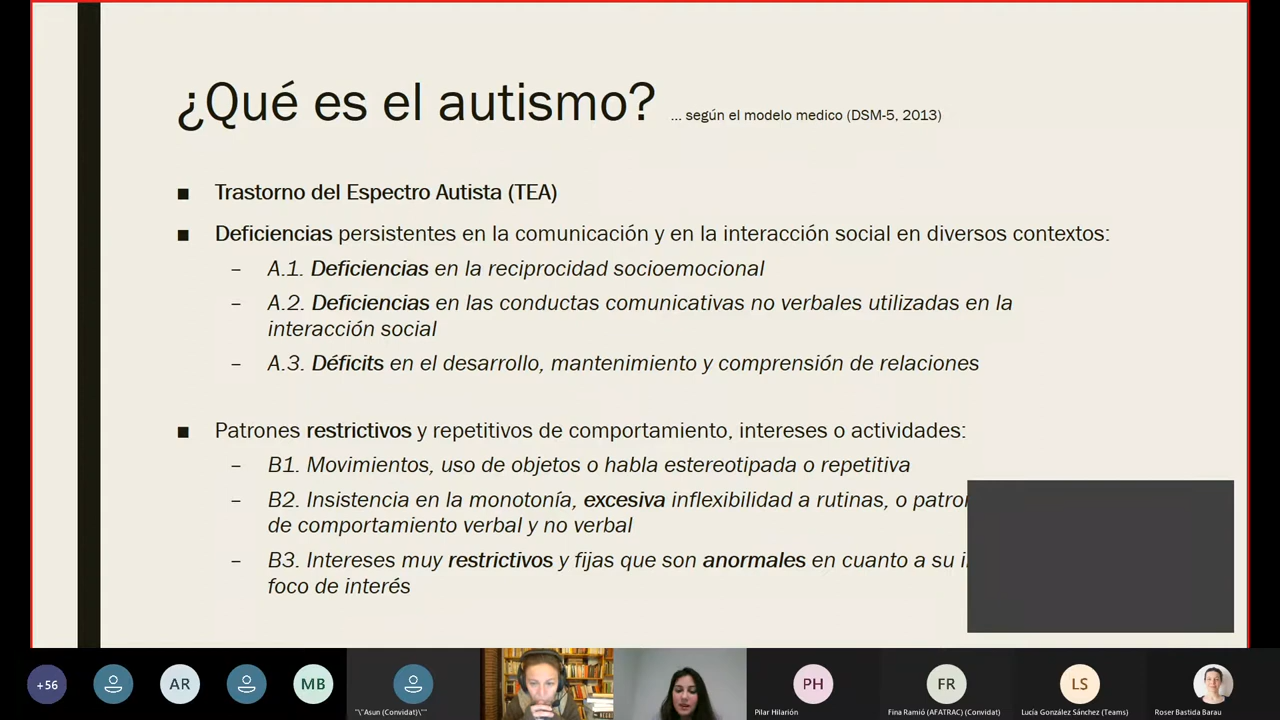 ¿Qué es el autismo? ... según el modelo medico (DSM-5, 2013)
■ Trastorno del Espectro Autista (TEA)
■ Deficiencias persistentes en la comunicación y en la interacción social en diversos contextos:
– A.1. Deficiencias en la reciprocidad socioemocional
– A.2. Deficiencias en las conductas comunicativas no verbales utilizadas en la
interacción social
– A.3. Déficits en el desarrollo, mantenimiento y comprensión de relaciones
■ Patrones restrictivos y repetitivos de comportamiento, intereses o actividades:
– B1. Movimientos, uso de objetos o habla estereotipada o repetitiva
– B2. Insistencia en la monotonía, excesiva inflexibilidad a rutinas, o
de comportamiento verbal y no verbal
– B3. Intereses muy restrictivos y fijas que son anormales en cuanto a su
foco de interés
+56 AR MB PH FR LS
"\"Asun (Convidat)\"" Pilar Hilarión Fina Ramió (AFATRAC) (Convidat) Lucía González Sánchez (Teams) Roser Bastida Barau